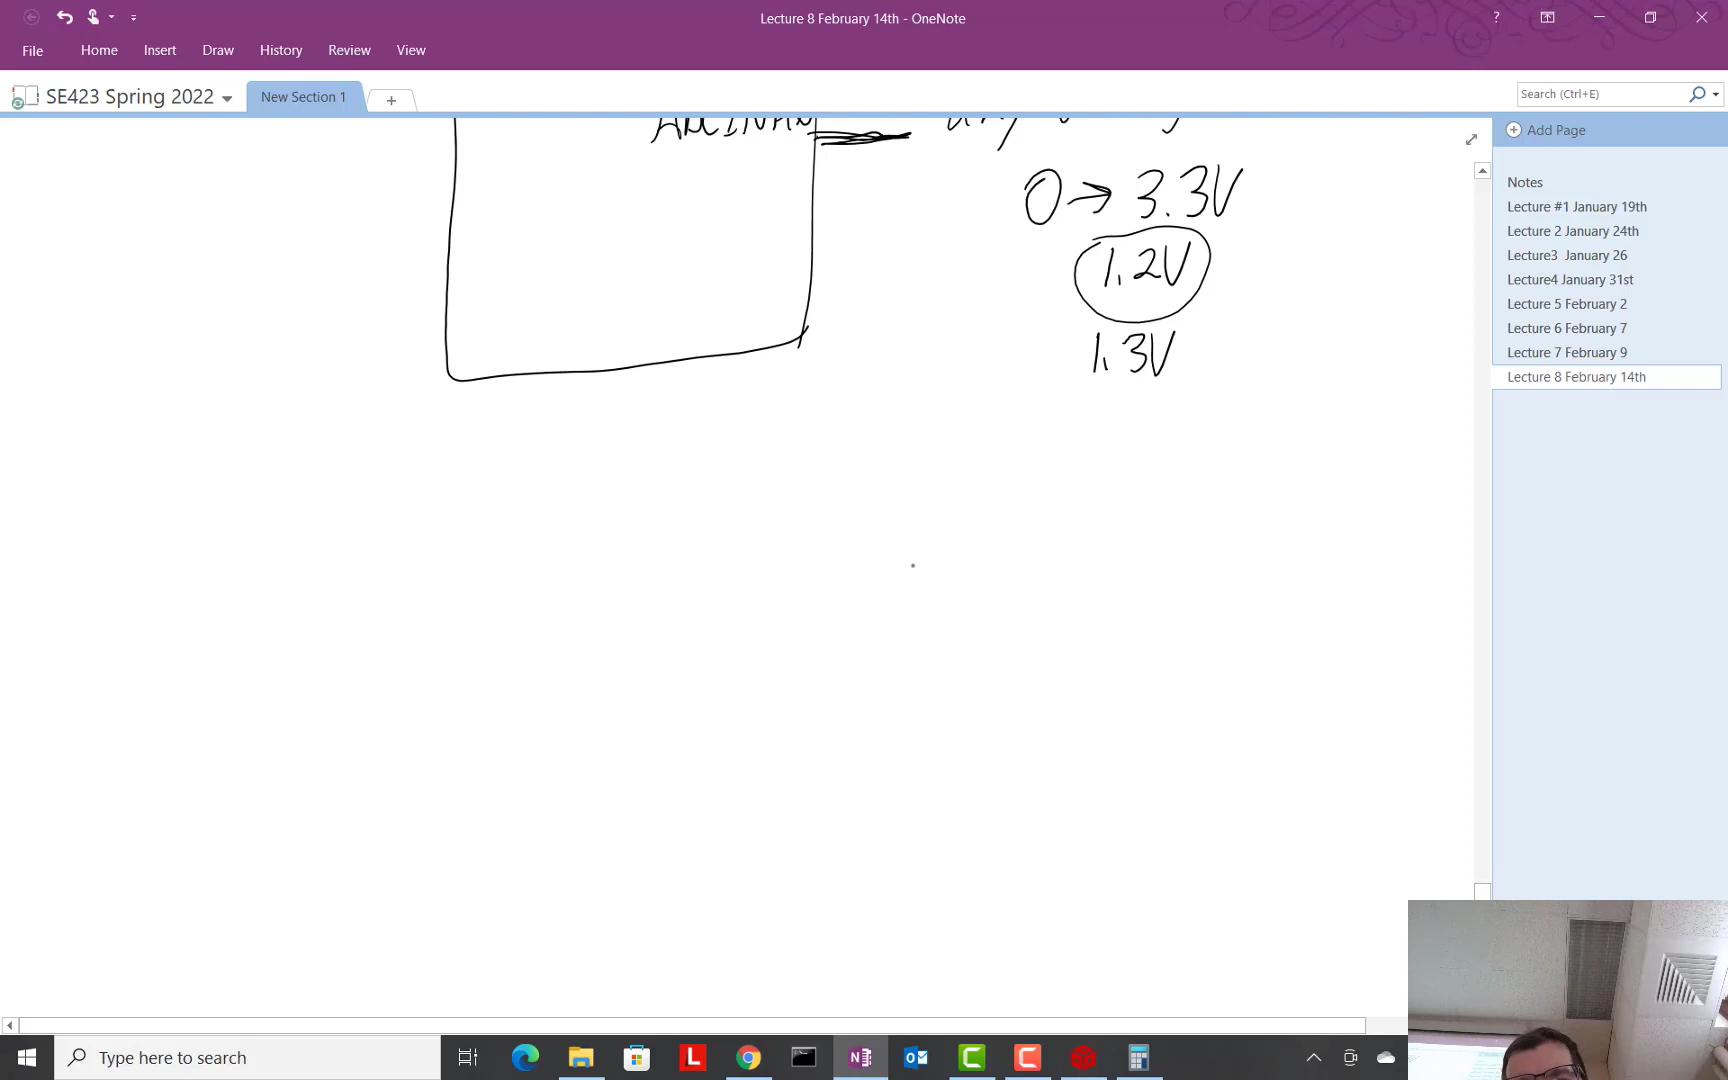 Lecture 8 February 14th - OneNote
?
File
Home
Insert
Draw
History
Review
View
SE423 Spring 2022
New Section 1
+
Search (Ctrl+E)
Add Page
Notes
Lecture #1 January 19th
Lecture 2 January 24th
Lecture3 January 26
Lecture4 January 31st
Lecture 5 February 2
Lecture 6 February 7
Lecture 7 February 9
Lecture 8 February 14th
0 → 3.3V
1.2V
1.3V
Type here to search
L
N